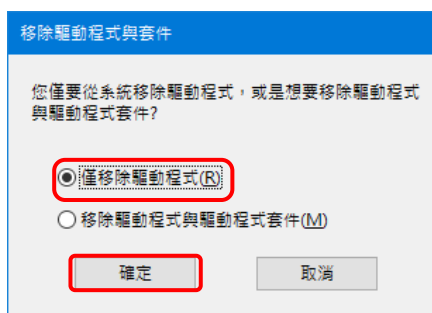 移除驅動程式與套件
您僅要從系統移除驅動程式，或是想要移除驅動程式
與驅動程式套件?
僅移除驅動程式(R)
移除驅動程式與驅動程式套件(M)
確定
取消